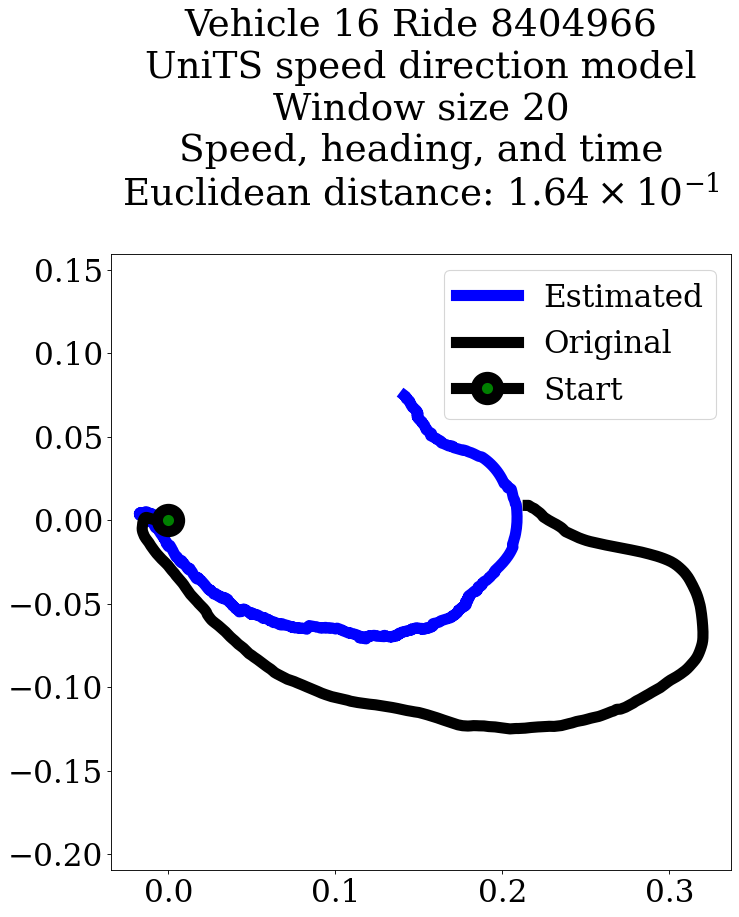 Vehicle 16 Ride 8404966
UniTS speed direction model
Window size 20
Speed, heading, and time
Euclidean distance: 1.64 × 10⁻¹
Estimated
Original
Start
0.15
0.10
0.05
0.00
−0.05
−0.10
−0.15
−0.20
0.0 0.1 0.2 0.3